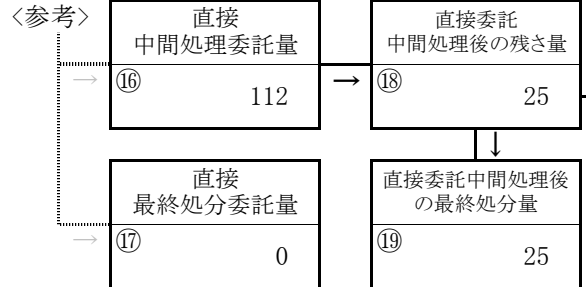 〈参考〉
直接
中間処理委託量
→
⑯
112
→
直接委託
中間処理後の残さ量
⑱
25
↓
直接
最終処分委託量
→
⑰
0
直接委託中間処理後
の最終処分量
⑲
25